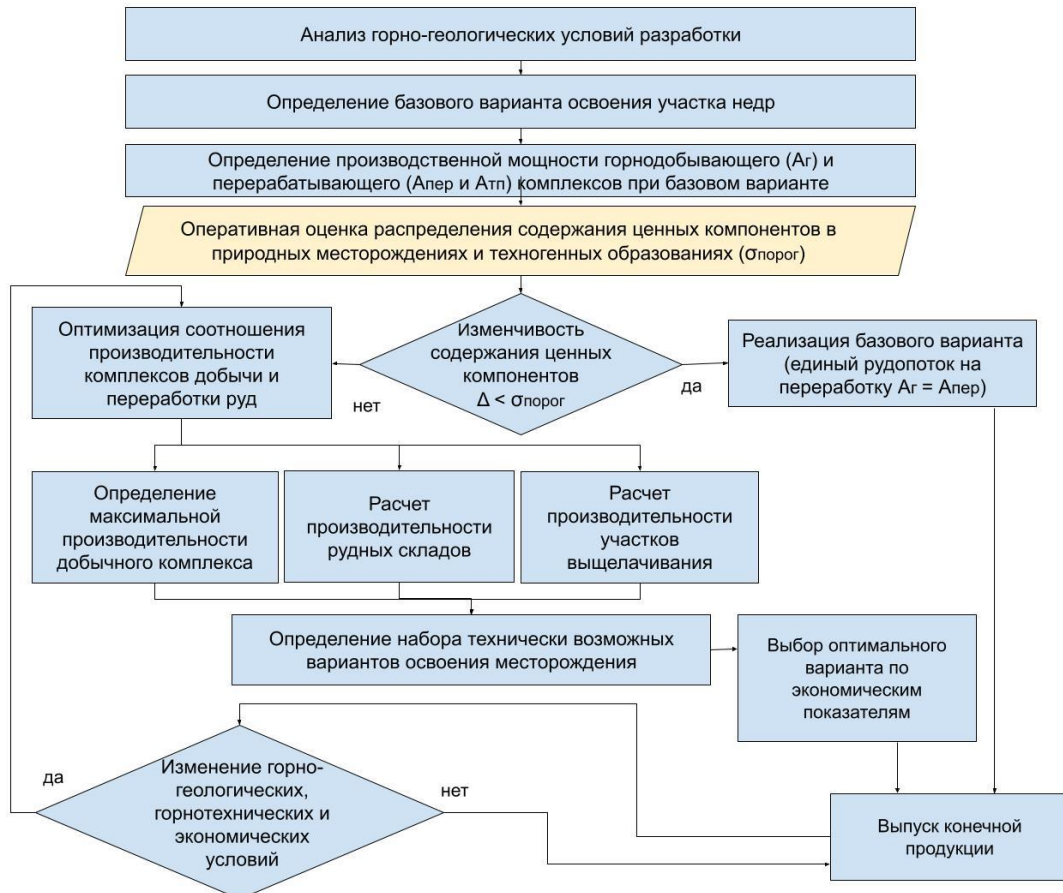 Анализ горно-геологических условий разработки
Определение базового варианта освоения участка недр
Определение производственной мощности горнодобывающего (Аг) и
перерабатывающего (Апер и Атп) комплексов при базовом варианте
Оперативная оценка распределения содержания ценных компонентов в
природных месторождениях и техногенных образованиях (σпорог)
Оптимизация соотношения
производительности
комплексов добычи и
переработки руд
Изменчивость
содержания ценных
компонентов
Δ < σпорог
нет
да
Реализация базового варианта
(единый рудопоток на
переработку Аг = Апер)
Определение
максимальной
производительности
добычного комплекса
Расчет
производительности
рудных складов
Расчет
производительности
участков
выщелачивания
Определение набора технически возможных
вариантов освоения месторождения
Выбор оптимального
варианта по
экономическим
показателям
да
Изменение горно-
геологических,
горнотехнических и
экономических
условий
нет
Выпуск конечной
продукции